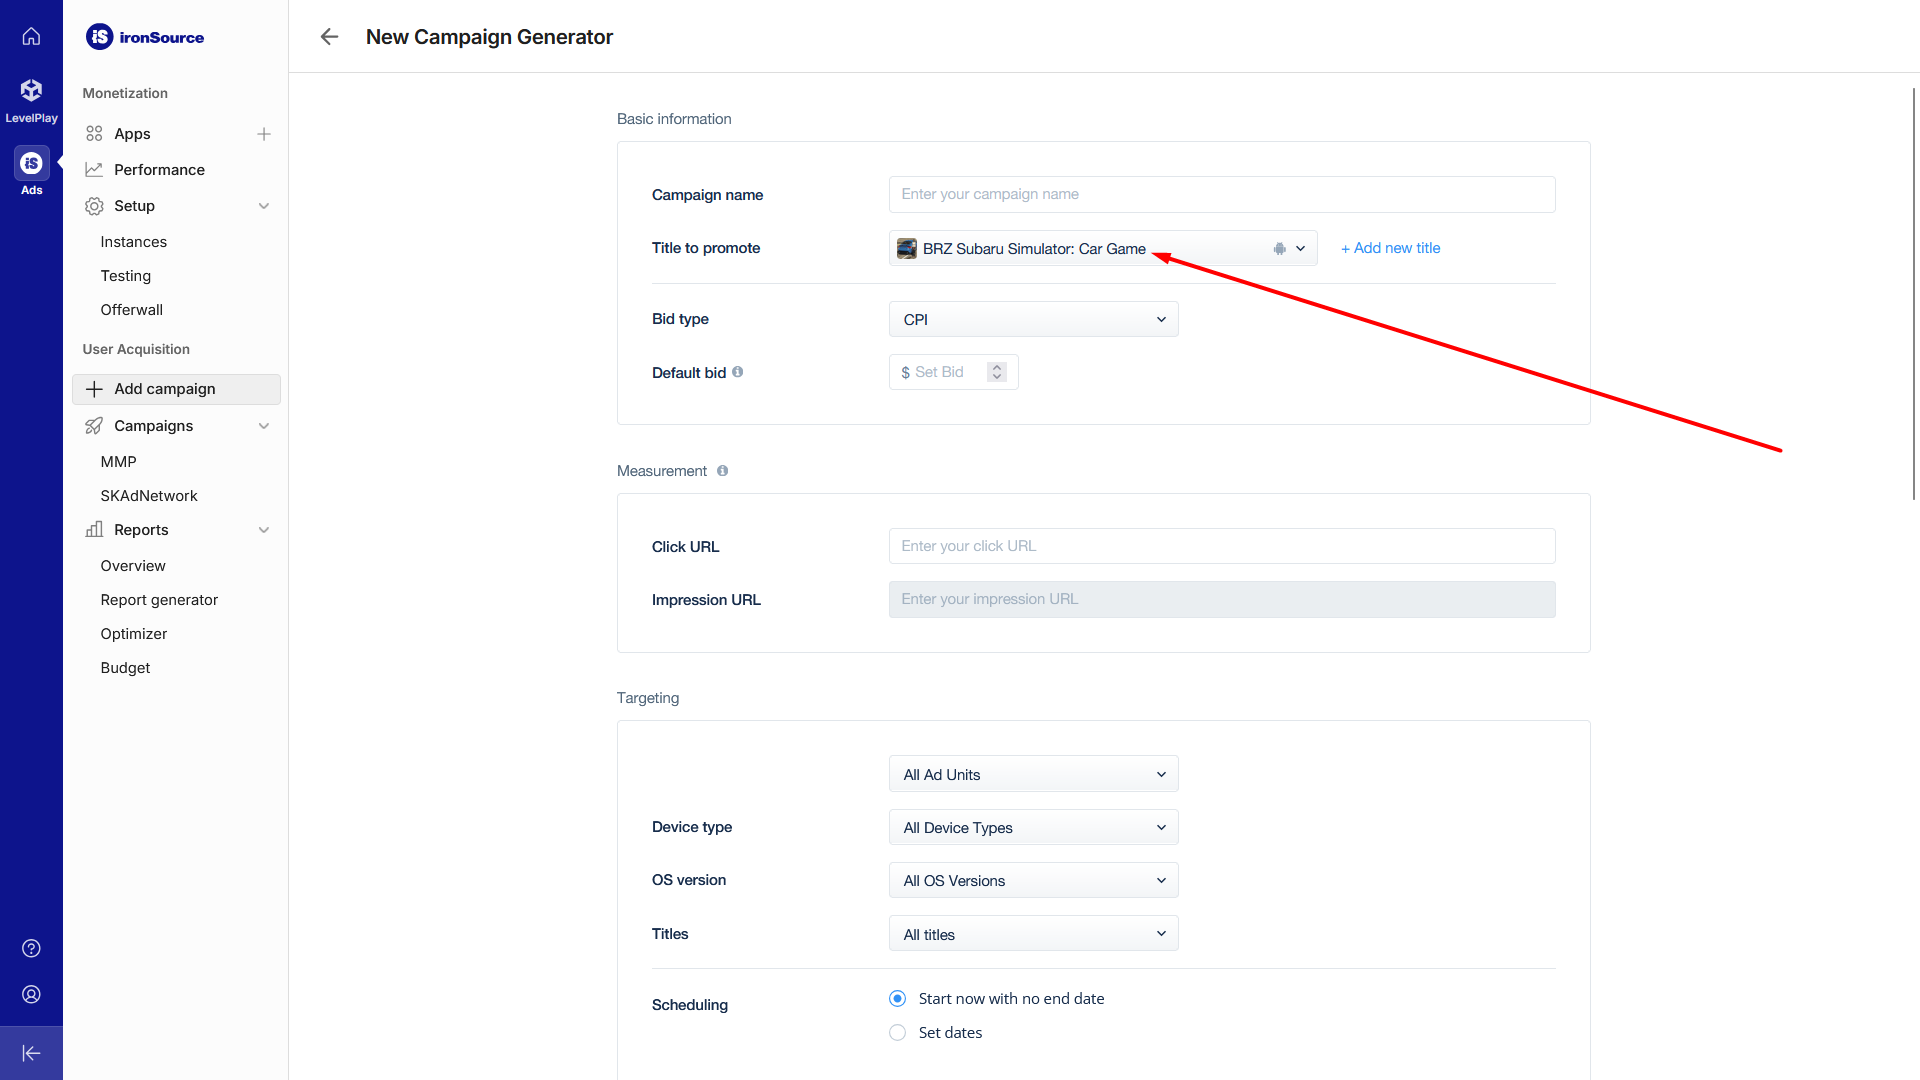 LevelPlay
Ads
iS ironSource
Monetization
Apps
Performance
Setup
Instances
Testing
Offerwall
User Acquisition
Add campaign
Campaigns
MMP
SKAdNetwork
Reports
Overview
Report generator
Optimizer
Budget
New Campaign Generator
Basic information
Campaign name Enter your campaign name
Title to promote BRZ Subaru Simulator: Car Game + Add new title
Bid type CPI
Default bid $ Set Bid
Measurement
Click URL Enter your click URL
Impression URL Enter your impression URL
Targeting
All Ad Units
Device type All Device Types
OS version All OS Versions
Titles All titles
Scheduling Start now with no end date
Set dates